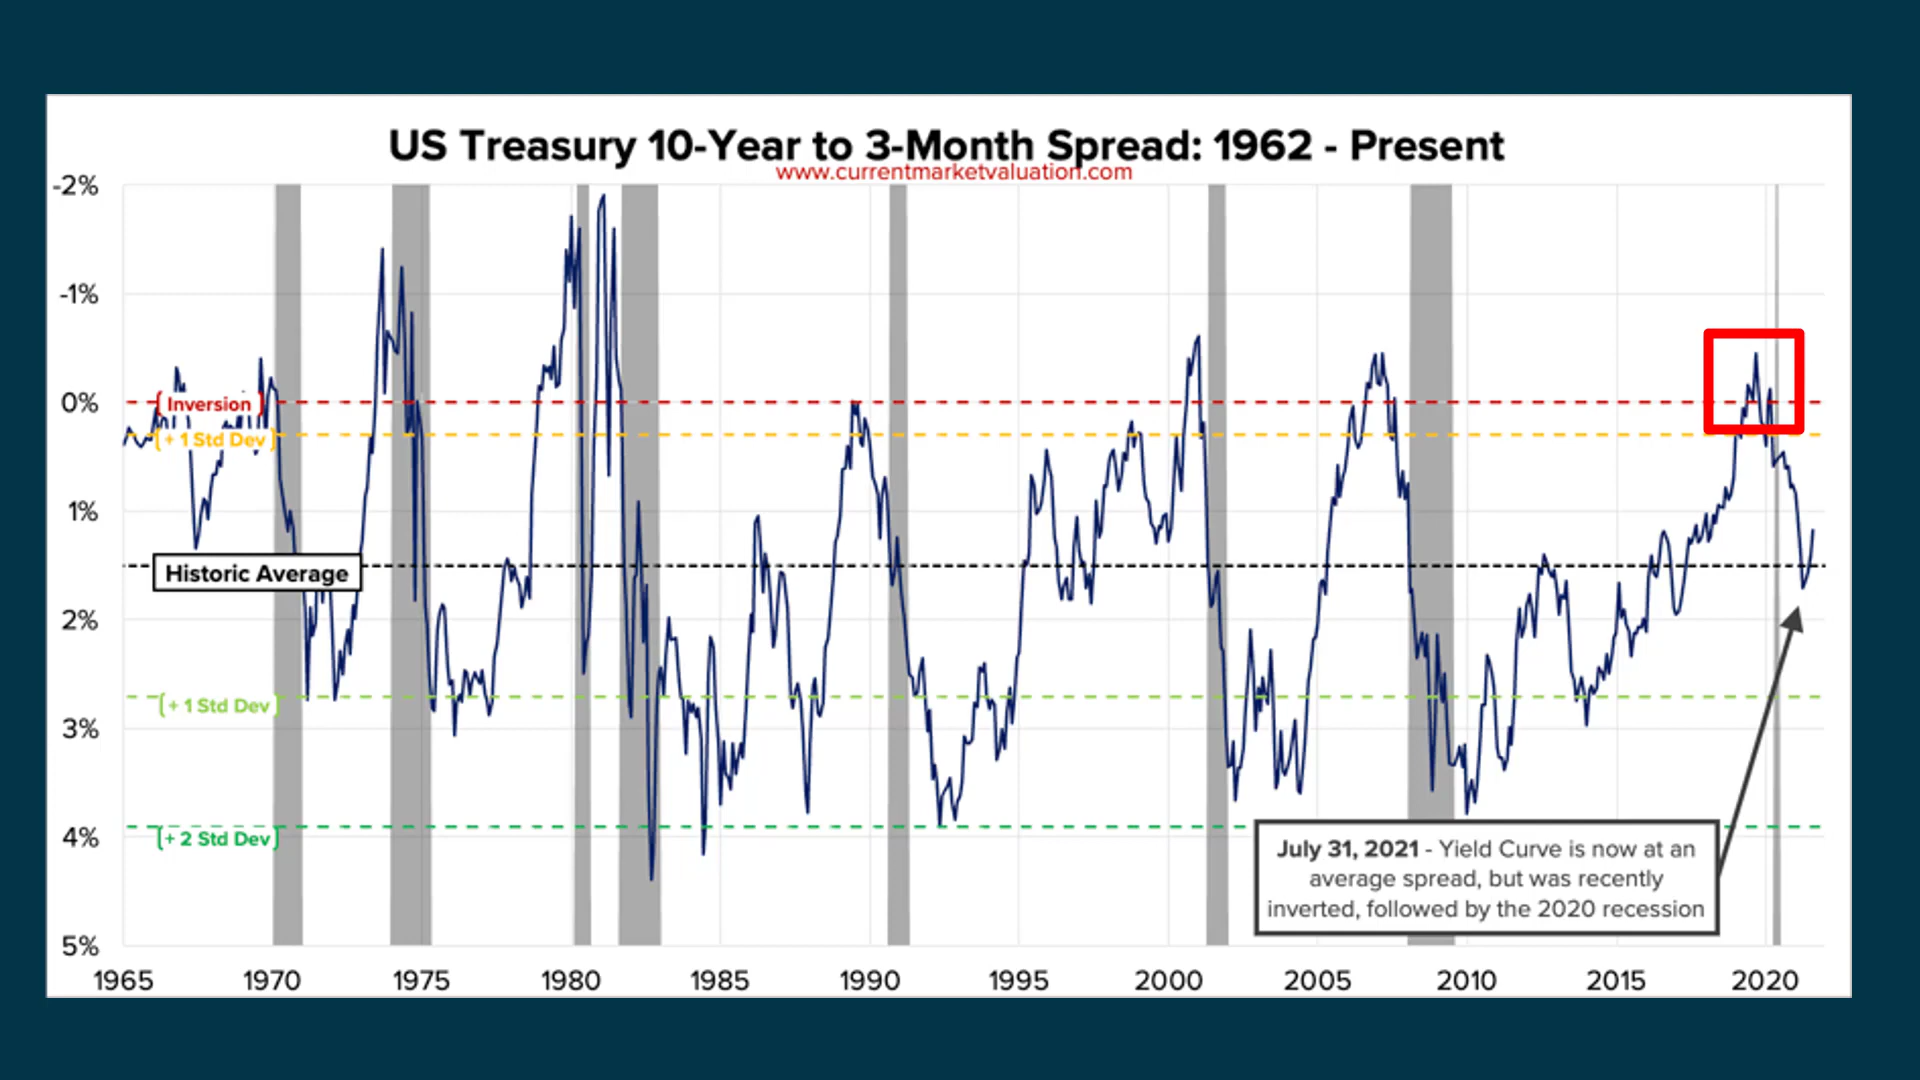 US Treasury 10-Year to 3-Month Spread: 1962 - Present
www.currentmarketvaluation.com
-2%
-1%
0%
1%
2%
3%
4%
5%
Inversion
+ 1 Std Dev
Historic Average
+ 1 Std Dev
+ 2 Std Dev
July 31, 2021 - Yield Curve is now at an
average spread, but was recently
inverted, followed by the 2020 recession
1965 1970 1975 1980 1985 1990 1995 2000 2005 2010 2015 2020